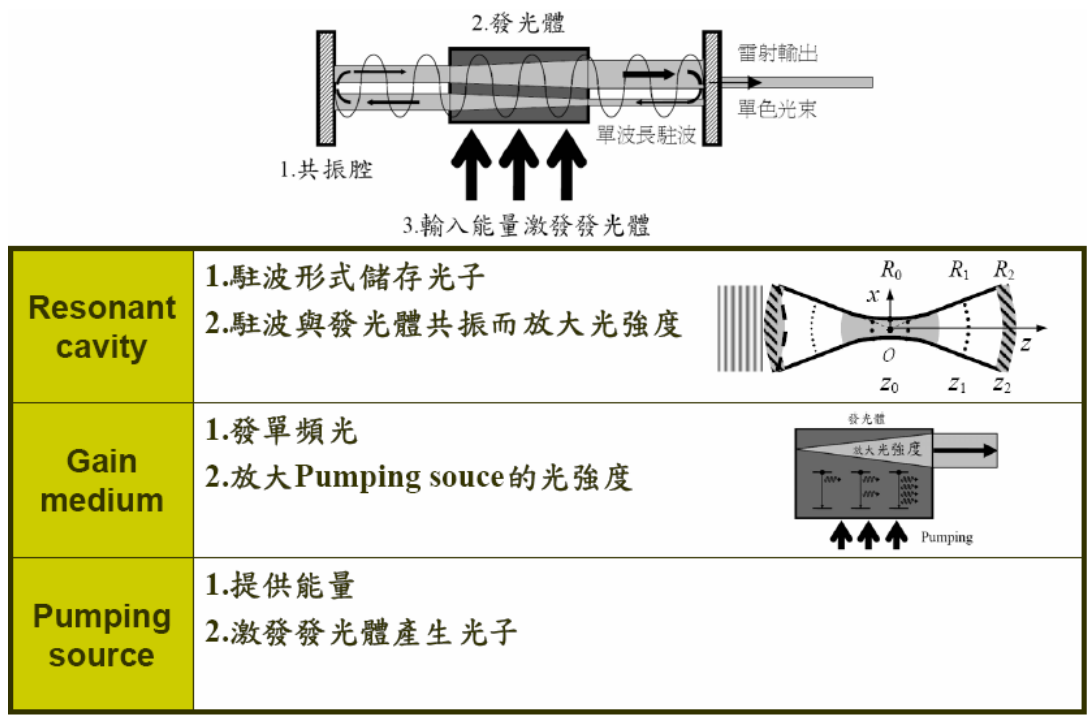 2.發光體
雷射輸出
單色光束
單波長駐波
1.共振腔
3.輸入能量激發發光體
Resonant
cavity
1.駐波形式儲存光子
2.駐波與發光體共振而放大光強度
R0 R1 R2
x
z
O
z0 z1 z2
Gain
medium
1.發單頻光
2.放大Pumping souce的光強度
發光體
放大光強度
Pumping
Pumping
source
1.提供能量
2.激發發光體產生光子